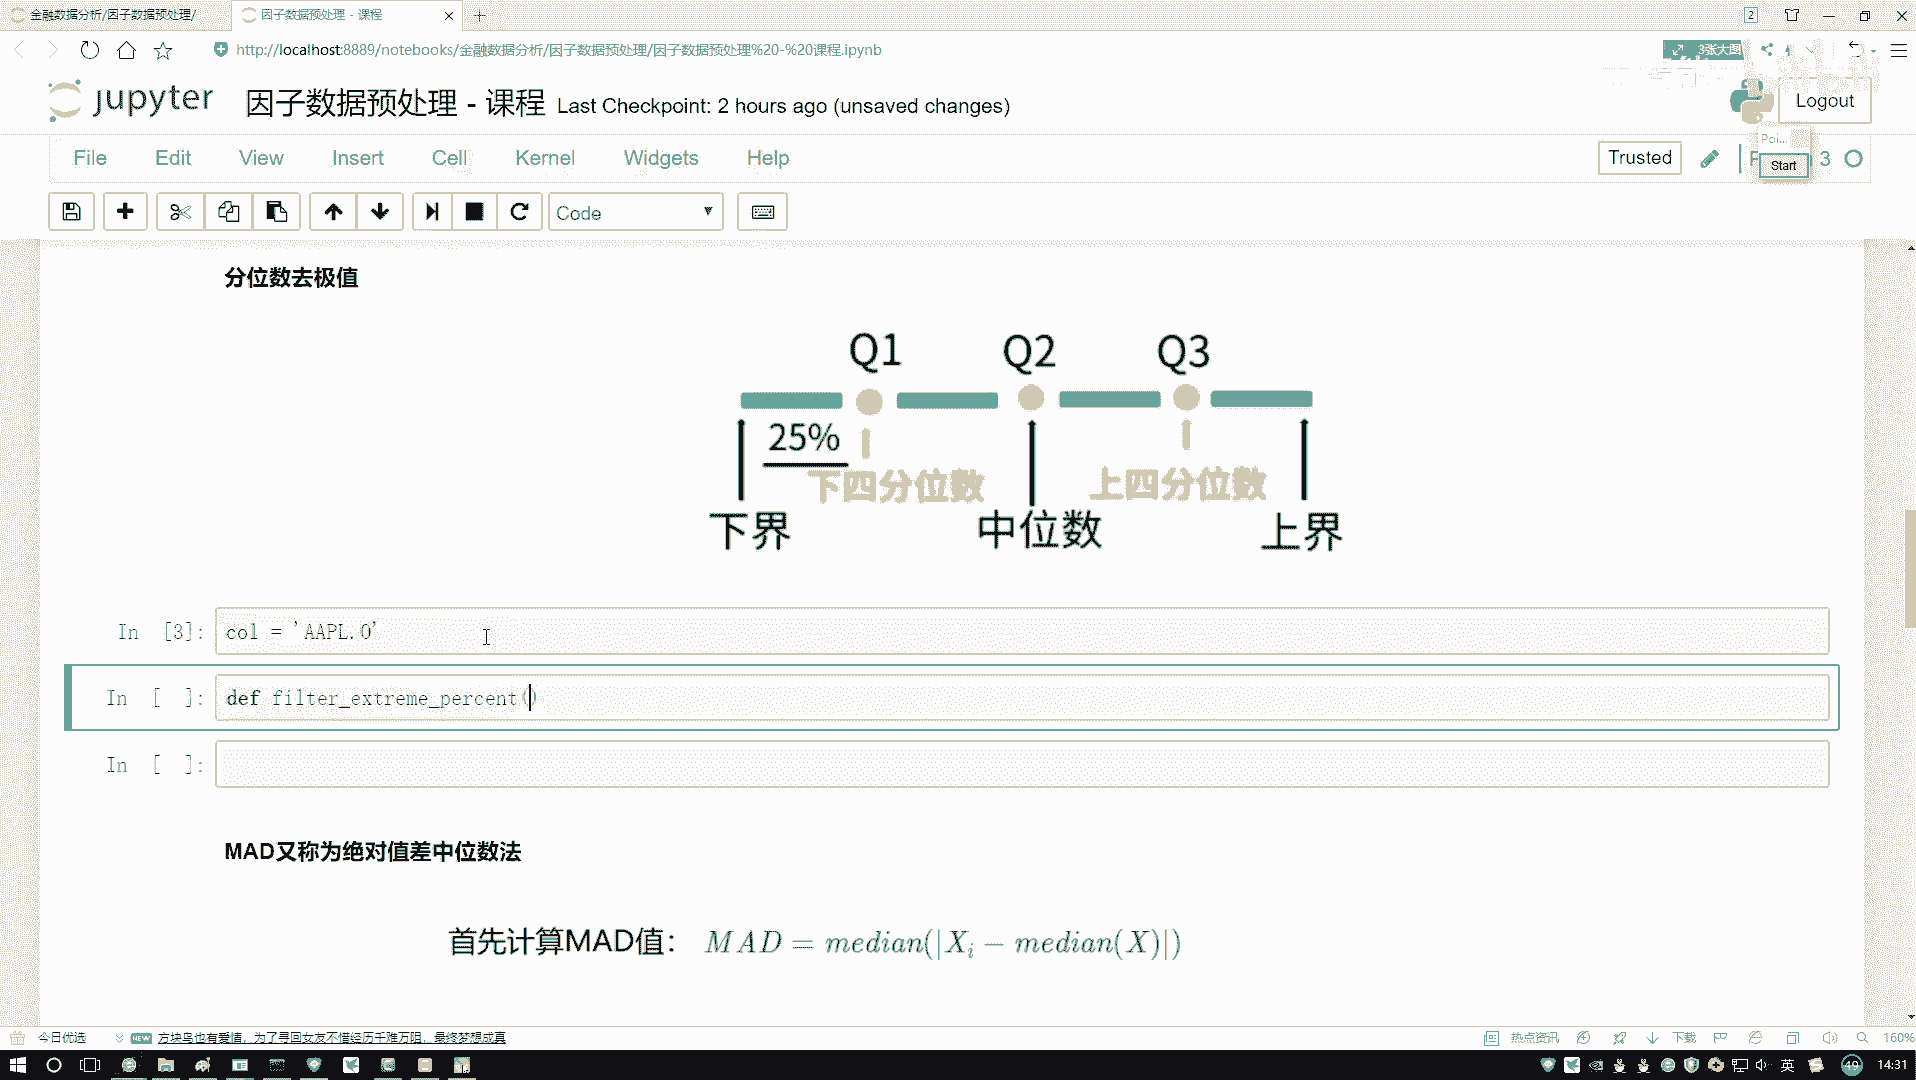 金融数据分析/因子数据预处理/
因子数据预处理 - 课程
2
http://localhost:8889/notebooks/金融数据分析/因子数据预处理/因子数据预处理%20-%20课程.ipynb
3张大图
jupyter
因子数据预处理 - 课程 Last Checkpoint: 2 hours ago (unsaved changes)
Logout
File Edit View Insert Cell Kernel Widgets Help
Trusted
Poi...
Start
3
Code
分位数去极值
Q1 Q2 Q3
25%
下四分位数 上四分位数
下界 中位数 上界
In [3]: col = 'AAPL.O'
In [ ]: def filter_extreme_percent()
In [ ]:
MAD又称为绝对值差中位数法
首先计算MAD值： MAD = median(|Xi − median(X)|)
今日优选
NEW 方块鸟也有爱情，为了寻回女友不惜经历千难万阻，最终梦想成真
热点资讯
下载
160%
英
49
14:31